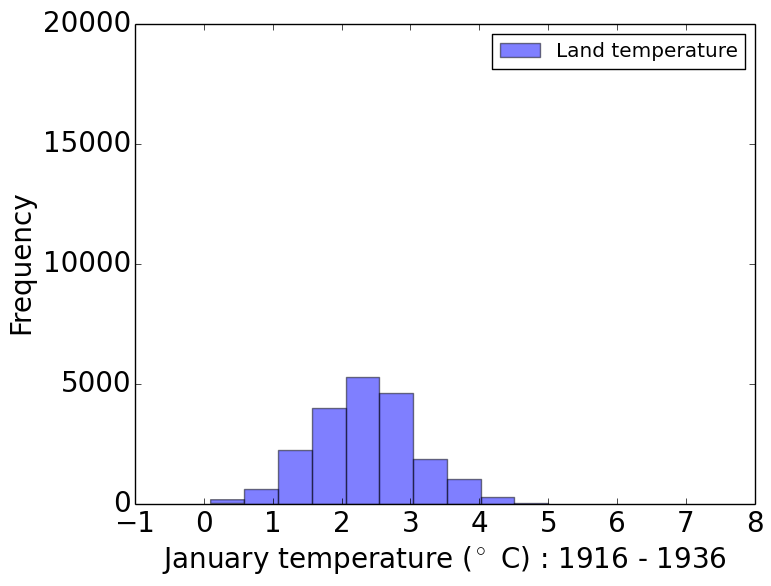 20000
15000
10000
5000
0
Frequency
Land temperature
−1 0 1 2 3 4 5 6 7 8
January temperature (° C) : 1916 - 1936